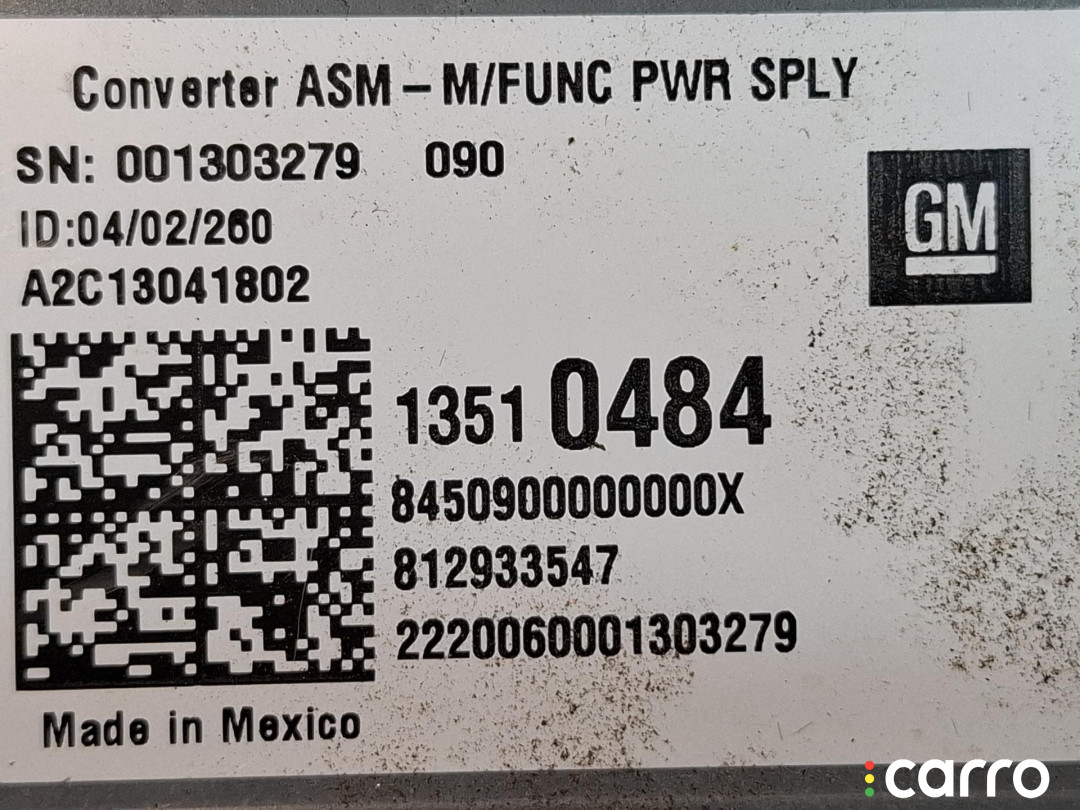 Converter ASM – M/FUNC PWR SPLY
SN: 001303279 090
GM
ID:04/02/260
A2C13041802
1351 0484
8450900000000X
812933547
2220060001303279
Made in Mexico
carro